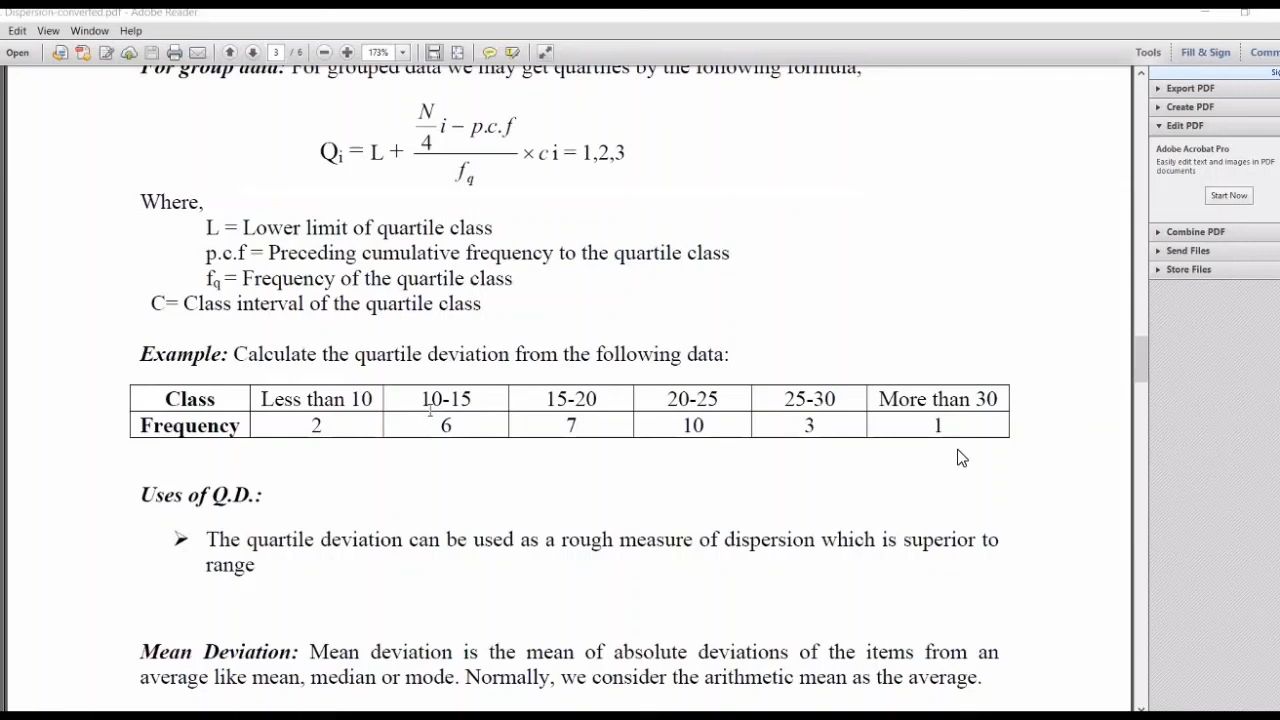 Dispersion-converted.pdf - Adobe Reader
Edit View Window Help
Open 3 / 6 173% Tools Fill & Sign Comm
For group data: For grouped data we may get quartiles by the following formula,
Qi = L + (N/4 i − p.c.f)/fq × c i = 1,2,3
Where,
L = Lower limit of quartile class
p.c.f = Preceding cumulative frequency to the quartile class
fq = Frequency of the quartile class
C= Class interval of the quartile class
Example: Calculate the quartile deviation from the following data:
Class Less than 10 10-15 15-20 20-25 25-30 More than 30
Frequency 2 6 7 10 3 1
Uses of Q.D.:
➢ The quartile deviation can be used as a rough measure of dispersion which is superior to
range
Mean Deviation: Mean deviation is the mean of absolute deviations of the items from an
average like mean, median or mode. Normally, we consider the arithmetic mean as the average.
Export PDF
Create PDF
Edit PDF
Adobe Acrobat Pro
Easily edit text and images in PDF
documents
Start Now
Combine PDF
Send Files
Store Files